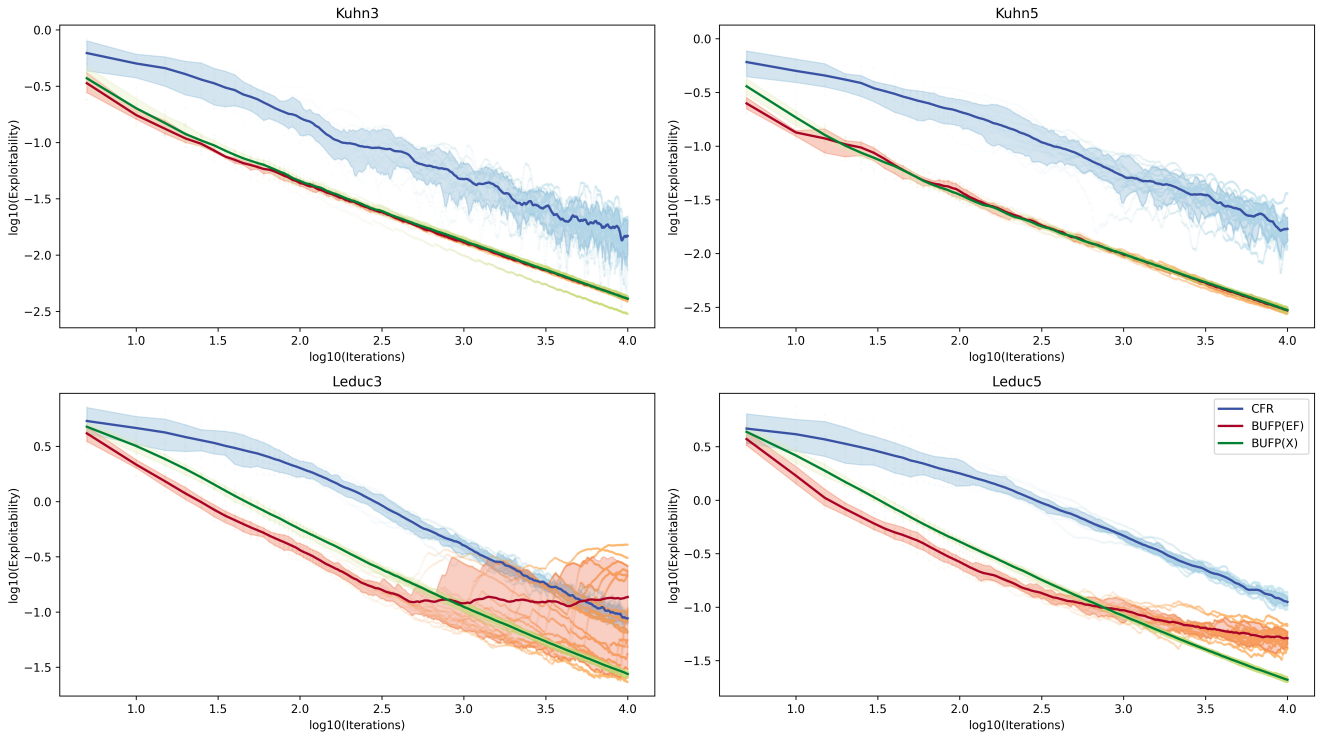 Kuhn3
0.0
−0.5
−1.0
−1.5
−2.0
−2.5
log10(Exploitability)
1.0 1.5 2.0 2.5 3.0 3.5 4.0
log10(Iterations)
Kuhn5
0.0
−0.5
−1.0
−1.5
−2.0
−2.5
log10(Exploitability)
1.0 1.5 2.0 2.5 3.0 3.5 4.0
log10(Iterations)
Leduc3
0.5
0.0
−0.5
−1.0
−1.5
log10(Exploitability)
1.0 1.5 2.0 2.5 3.0 3.5 4.0
log10(Iterations)
Leduc5
CFR
BUFP(EF)
BUFP(X)
0.5
0.0
−0.5
−1.0
−1.5
log10(Exploitability)
1.0 1.5 2.0 2.5 3.0 3.5 4.0
log10(Iterations)